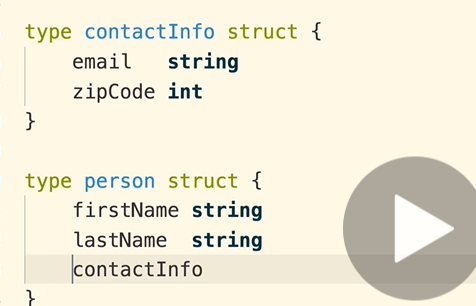 type contactInfo struct {
    email   string
    zipCode int
}
type person struct {
    firstName string
    lastName  string
    contactInfo
}